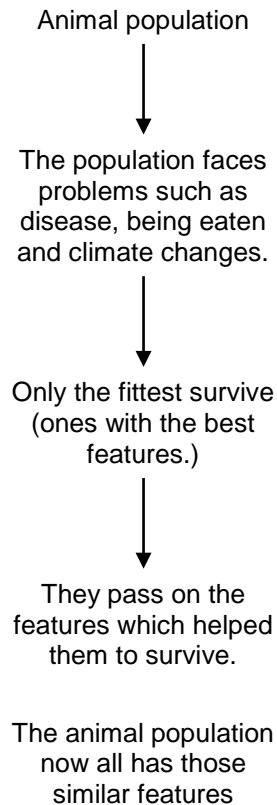 Animal population
The population faces
problems such as
disease, being eaten
and climate changes.
Only the fittest survive
(ones with the best
features.)
They pass on the
features which helped
them to survive.
The animal population
now all has those
similar features